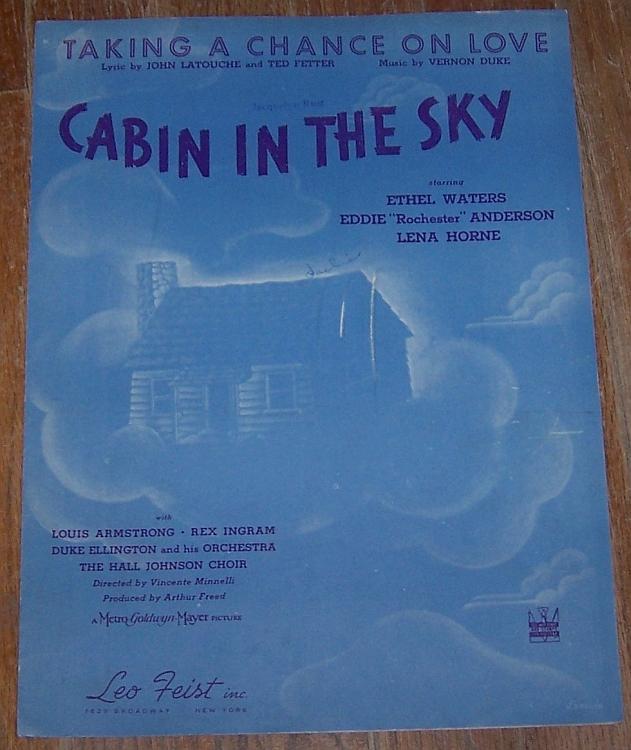 TAKING A CHANCE ON LOVE
Lyric by JOHN LATOUCHE and TED FETTER Music by VERNON DUKE
CABIN IN THE SKY
starring
ETHEL WATERS
EDDIE "Rochester" ANDERSON
LENA HORNE
with
LOUIS ARMSTRONG · REX INGRAM
DUKE ELLINGTON and his ORCHESTRA
THE HALL JOHNSON CHOIR
Directed by Vincente Minnelli
Produced by Arthur Freed
A Metro-Goldwyn-Mayer PICTURE
Leo Feist inc.
1629 BROADWAY NEW YORK